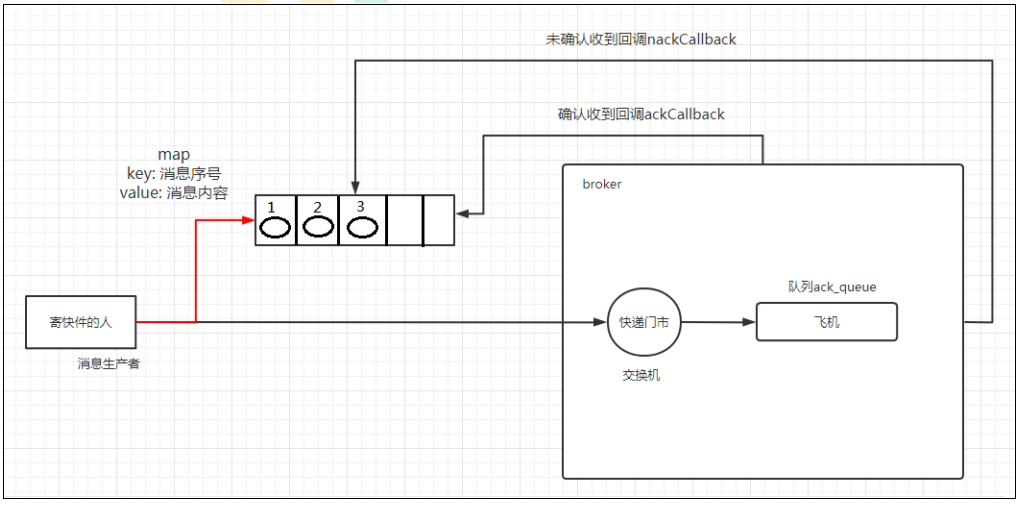 未确认收到回调nackCallback
确认收到回调ackCallback
map
key: 消息序号
value: 消息内容
broker
1
2
3
队列ack_queue
寄快件的人
快递门市
飞机
消息生产者
交换机